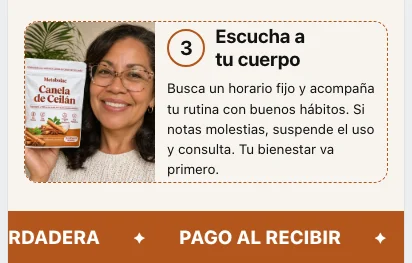 Metabolae
Canela
de Ceilán
3
Escucha a
tu cuerpo
Busca un horario fijo y acompaña
tu rutina con buenos hábitos. Si
notas molestias, suspende el uso
y consulta. Tu bienestar va
primero.
RDADERA ✦ PAGO AL RECIBIR ✦